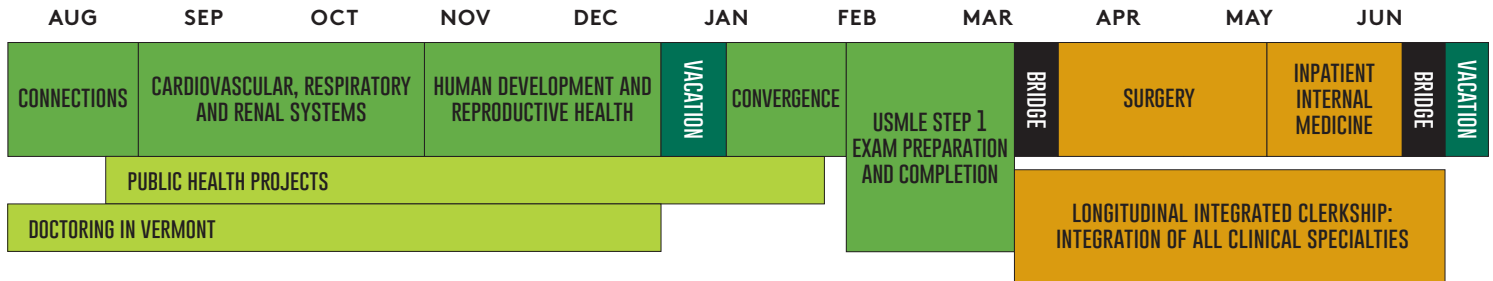 AUG SEP OCT NOV DEC JAN FEB MAR APR MAY JUN
CONNECTIONS
CARDIOVASCULAR, RESPIRATORY
AND RENAL SYSTEMS
HUMAN DEVELOPMENT AND
REPRODUCTIVE HEALTH
VACATION
CONVERGENCE
USMLE STEP 1
EXAM PREPARATION
AND COMPLETION
BRIDGE
SURGERY
INPATIENT
INTERNAL
MEDICINE
BRIDGE
VACATION
PUBLIC HEALTH PROJECTS
DOCTORING IN VERMONT
LONGITUDINAL INTEGRATED CLERKSHIP:
INTEGRATION OF ALL CLINICAL SPECIALTIES